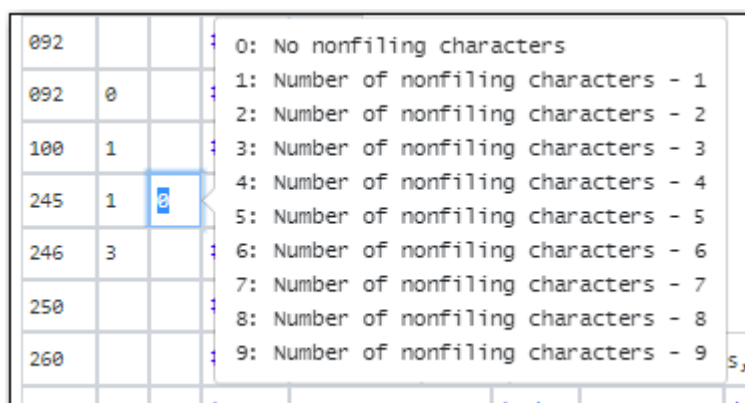 092 ‡
092 0 ‡
100 1 ‡
245 1 0
246 3 ‡
250 ‡
260 ‡ s,
0: No nonfiling characters
1: Number of nonfiling characters - 1
2: Number of nonfiling characters - 2
3: Number of nonfiling characters - 3
4: Number of nonfiling characters - 4
5: Number of nonfiling characters - 5
6: Number of nonfiling characters - 6
7: Number of nonfiling characters - 7
8: Number of nonfiling characters - 8
9: Number of nonfiling characters - 9